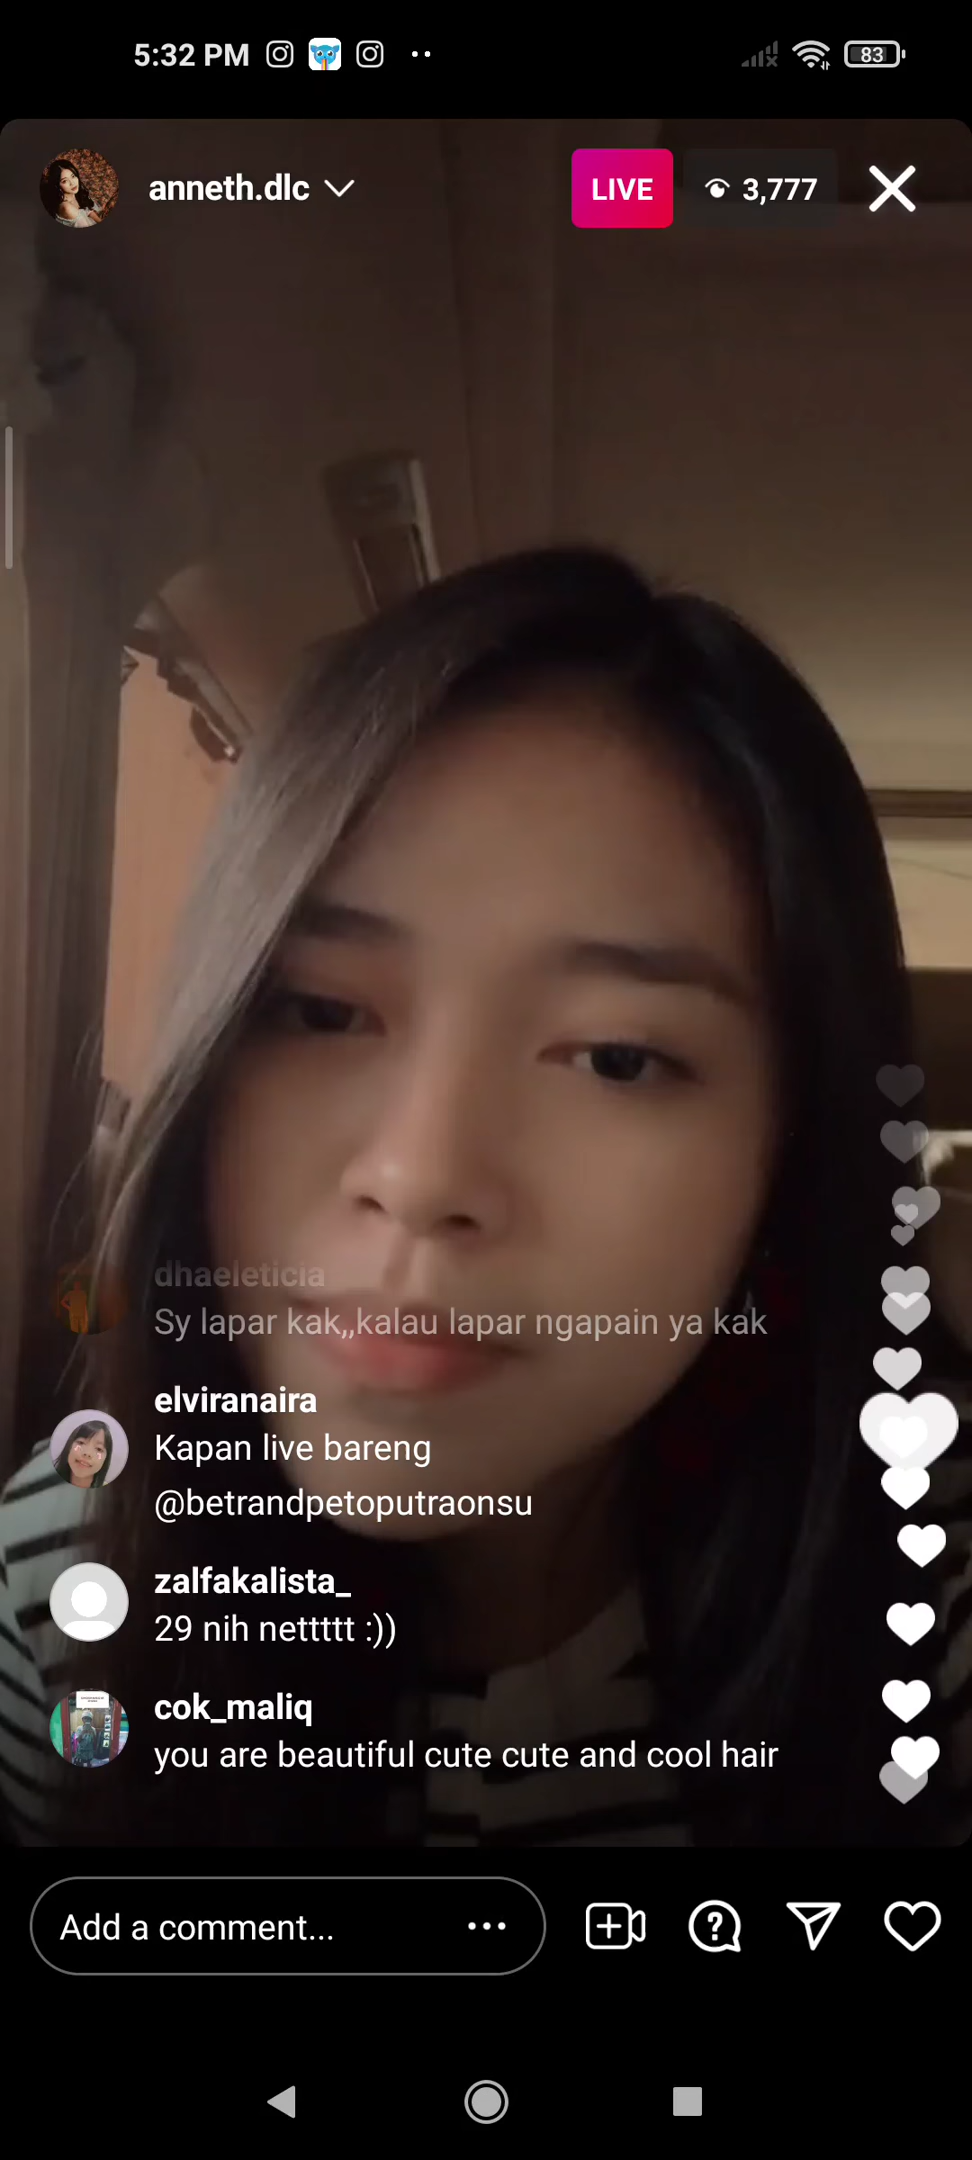 5:32 PM
83
anneth.dlc
LIVE
3,777
dhaeleticia
Sy lapar kak,,kalau lapar ngapain ya kak
elviranaira
Kapan live bareng
@betrandpetoputraonsu
zalfakalista_
29 nih nettttt :))
cok_maliq
you are beautiful cute cute and cool hair
Add a comment...